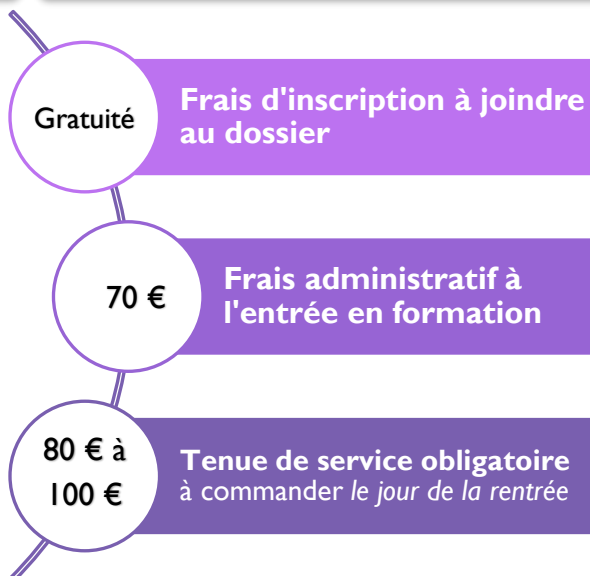 Gratuité
Frais d'inscription à joindre
au dossier
70 €
Frais administratif à
l'entrée en formation
80 € à
100 €
Tenue de service obligatoire
à commander le jour de la rentrée